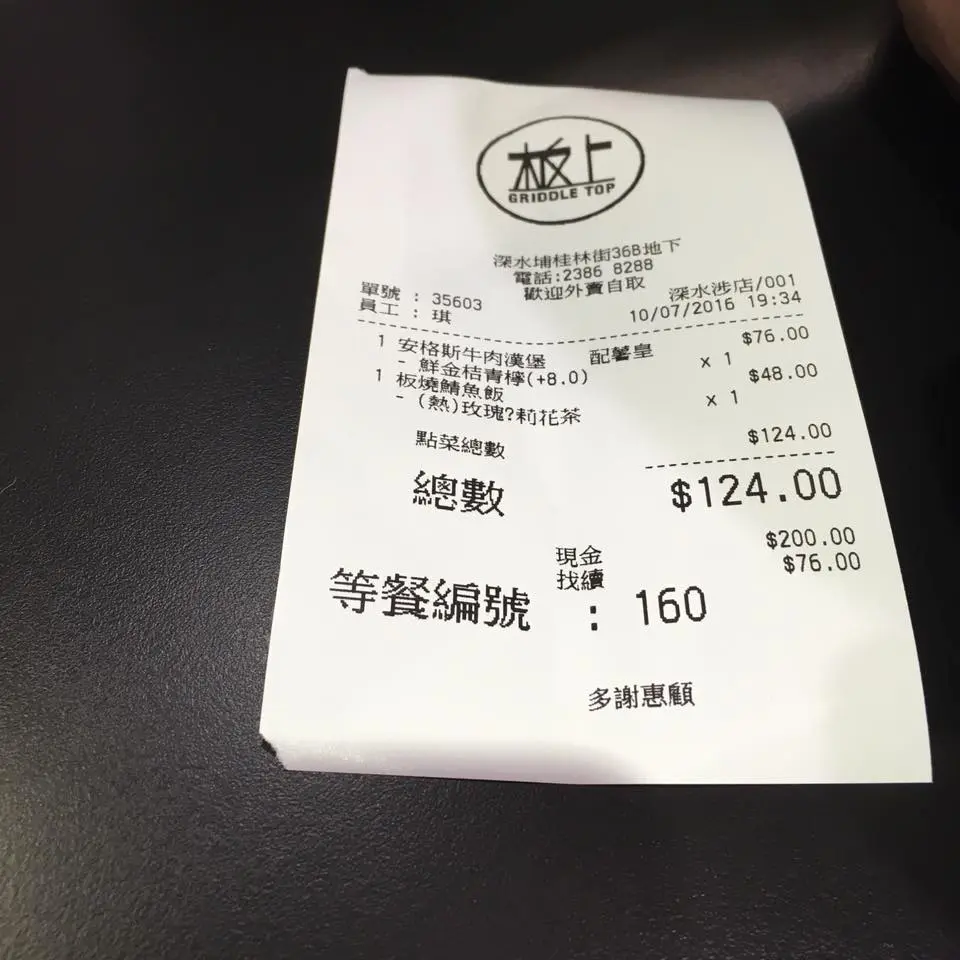 板上
GRIDDLE TOP
深水埔桂林街36B地下
電話:2386 8288
歡迎外賣自取
單號 : 35603 深水涉店/001
員工 : 琪 10/07/2016 19:34
1 安格斯牛肉漢堡 配馨皇 x 1 $76.00
- 鮮金桔青檸(+8.0)
1 板燒鯖魚飯 x 1 $48.00
- (熱)玫瑰?莉花茶
點菜總數 $124.00
總數 $124.00
現金 $200.00
找續 $76.00
等餐編號 : 160
多謝惠顧